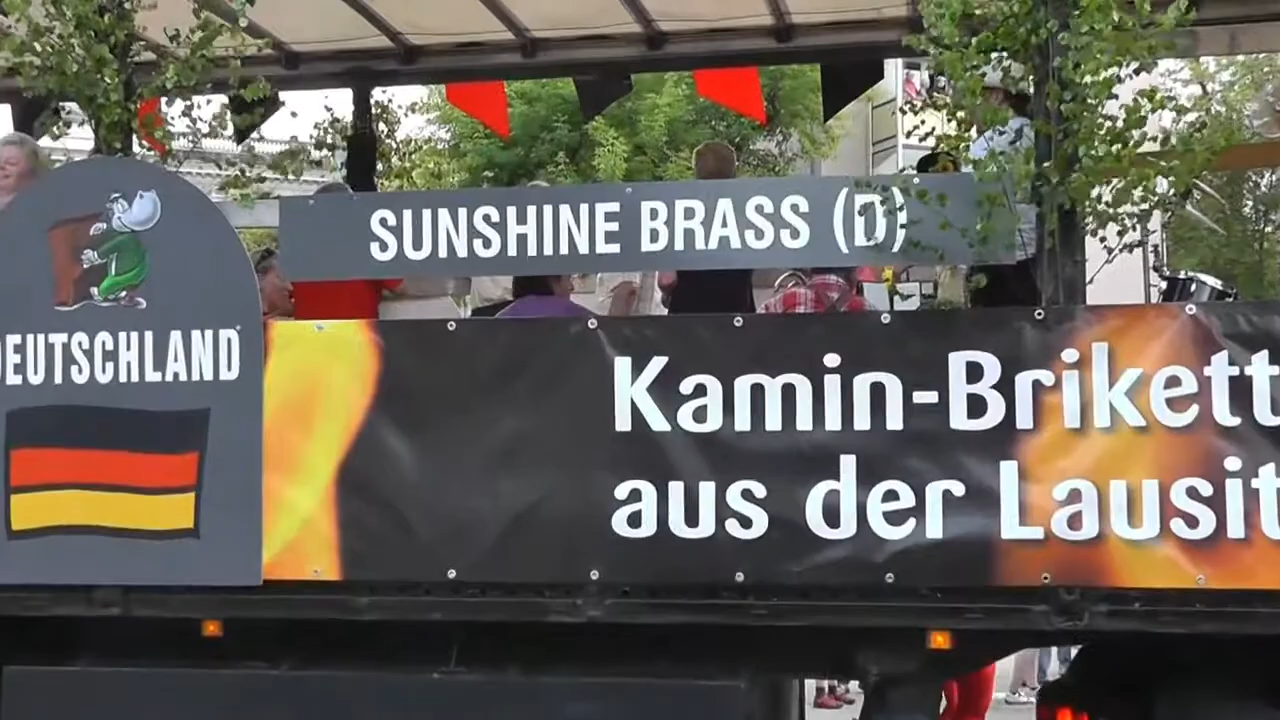 SUNSHINE BRASS (D)
DEUTSCHLAND
Kamin-Brikett
aus der Lausit